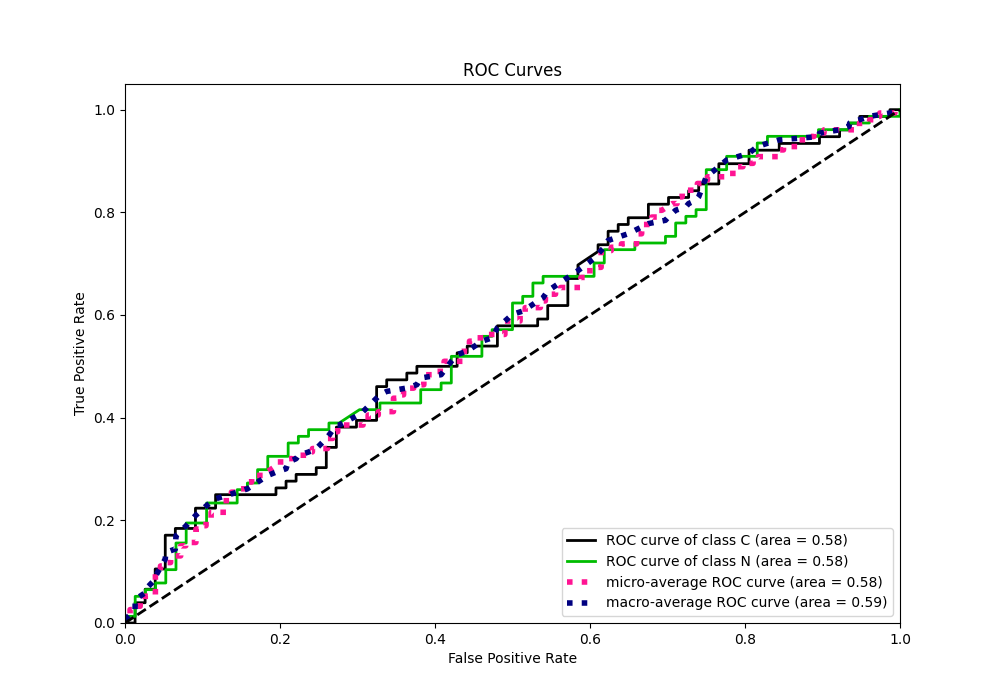 ROC Curves
1.0
0.8
0.6
0.4
0.2
0.0
True Positive Rate
0.0 0.2 0.4 0.6 0.8 1.0
False Positive Rate
ROC curve of class C (area = 0.58)
ROC curve of class N (area = 0.58)
micro-average ROC curve (area = 0.58)
macro-average ROC curve (area = 0.59)